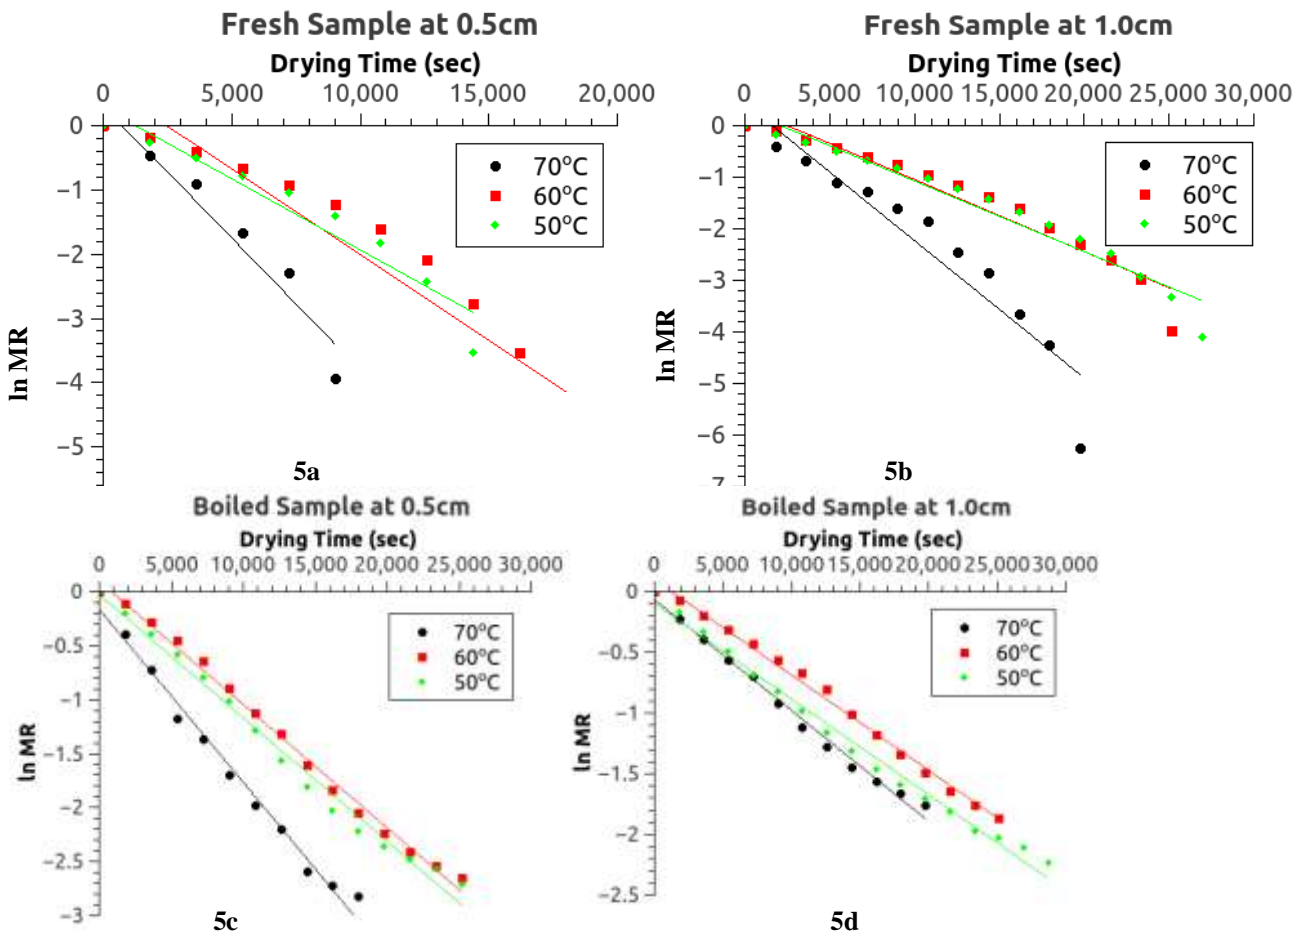 Fresh Sample at 0.5cm
Drying Time (sec)
0 5,000 10,000 15,000 20,000
0
−1
−2
−3
−4
−5
ln MR
70°C
60°C
50°C
5a
Fresh Sample at 1.0cm
Drying Time (sec)
0 5,000 10,000 15,000 20,000 25,000 30,000
0
−1
−2
−3
−4
−5
−6
−7
ln MR
70°C
60°C
50°C
5b
Boiled Sample at 0.5cm
Drying Time (sec)
0 5,000 10,000 15,000 20,000 25,000 30,000
0
−0.5
−1
−1.5
−2
−2.5
−3
ln MR
70°C
60°C
50°C
5c
Boiled Sample at 1.0cm
Drying Time (sec)
0 5,000 10,000 15,000 20,000 25,000 30,000
0
−0.5
−1
−1.5
−2
−2.5
ln MR
70°C
60°C
50°C
5d